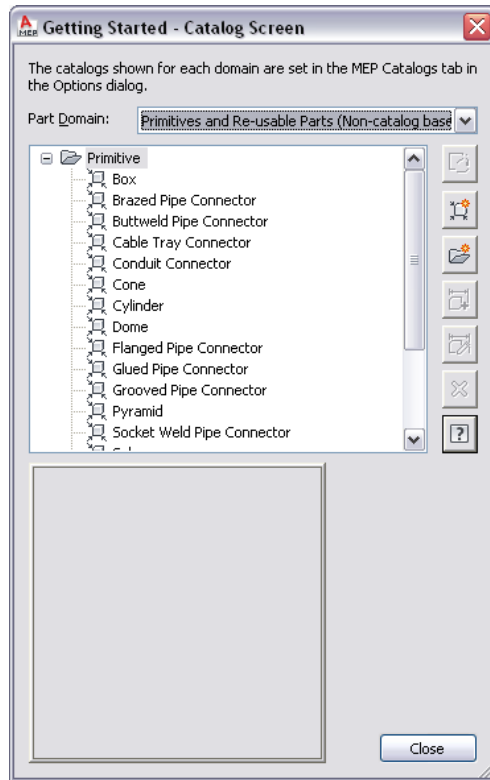 A
MEP
Getting Started - Catalog Screen
The catalogs shown for each domain are set in the MEP Catalogs tab in
the Options dialog.
Part Domain:
Primitives and Re-usable Parts (Non-catalog base
Primitive
Box
Brazed Pipe Connector
Buttweld Pipe Connector
Cable Tray Connector
Conduit Connector
Cone
Cylinder
Dome
Flanged Pipe Connector
Glued Pipe Connector
Grooved Pipe Connector
Pyramid
Socket Weld Pipe Connector
?
Close